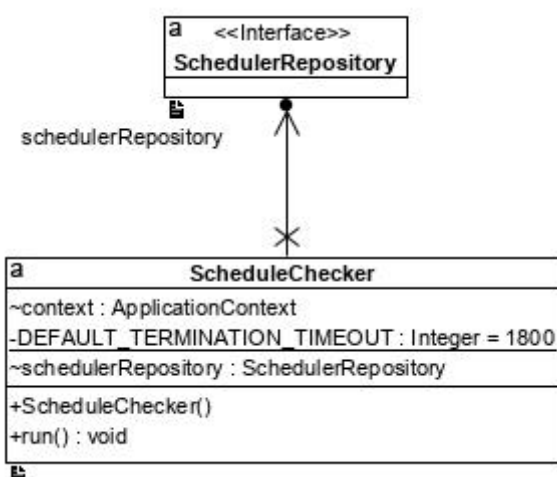 a
<<Interface>>
SchedulerRepository
schedulerRepository
a
ScheduleChecker
~context : ApplicationContext
-DEFAULT_TERMINATION_TIMEOUT : Integer = 1800
~schedulerRepository : SchedulerRepository
+ScheduleChecker()
+run() : void